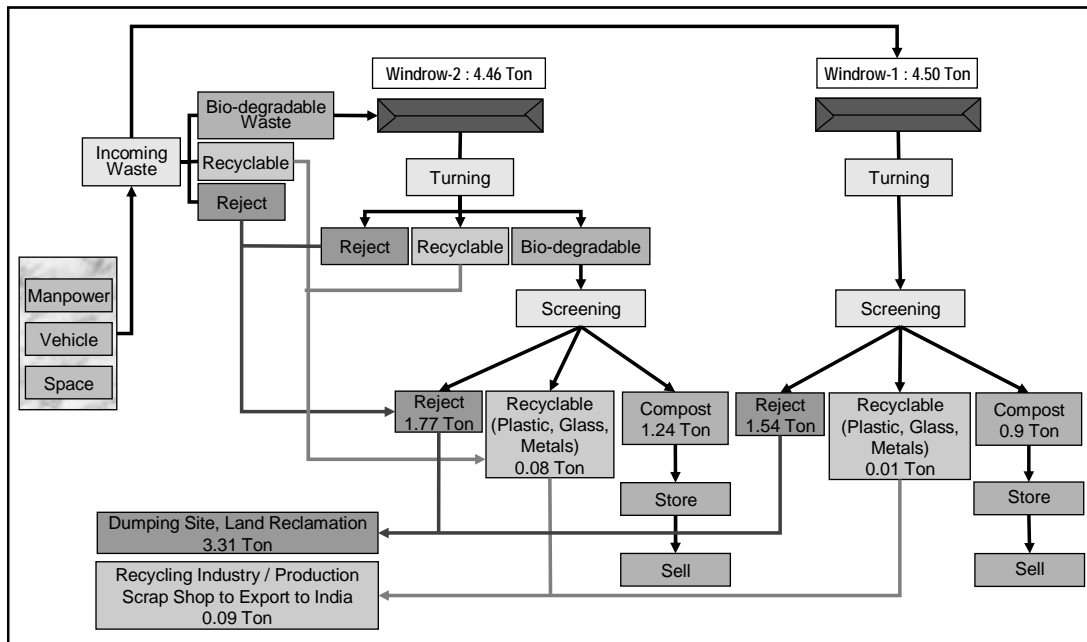 Windrow-2 : 4.46 Ton
Windrow-1 : 4.50 Ton
Bio-degradable
Waste
Incoming
Waste
Recyclable
Reject
Turning
Turning
Reject
Recyclable
Bio-degradable
Manpower
Vehicle
Space
Screening
Screening
Reject
1.77 Ton
Recyclable
(Plastic, Glass,
Metals)
0.08 Ton
Compost
1.24 Ton
Reject
1.54 Ton
Recyclable
(Plastic, Glass,
Metals)
0.01 Ton
Compost
0.9 Ton
Store
Store
Dumping Site, Land Reclamation
3.31 Ton
Sell
Sell
Recycling Industry / Production
Scrap Shop to Export to India
0.09 Ton